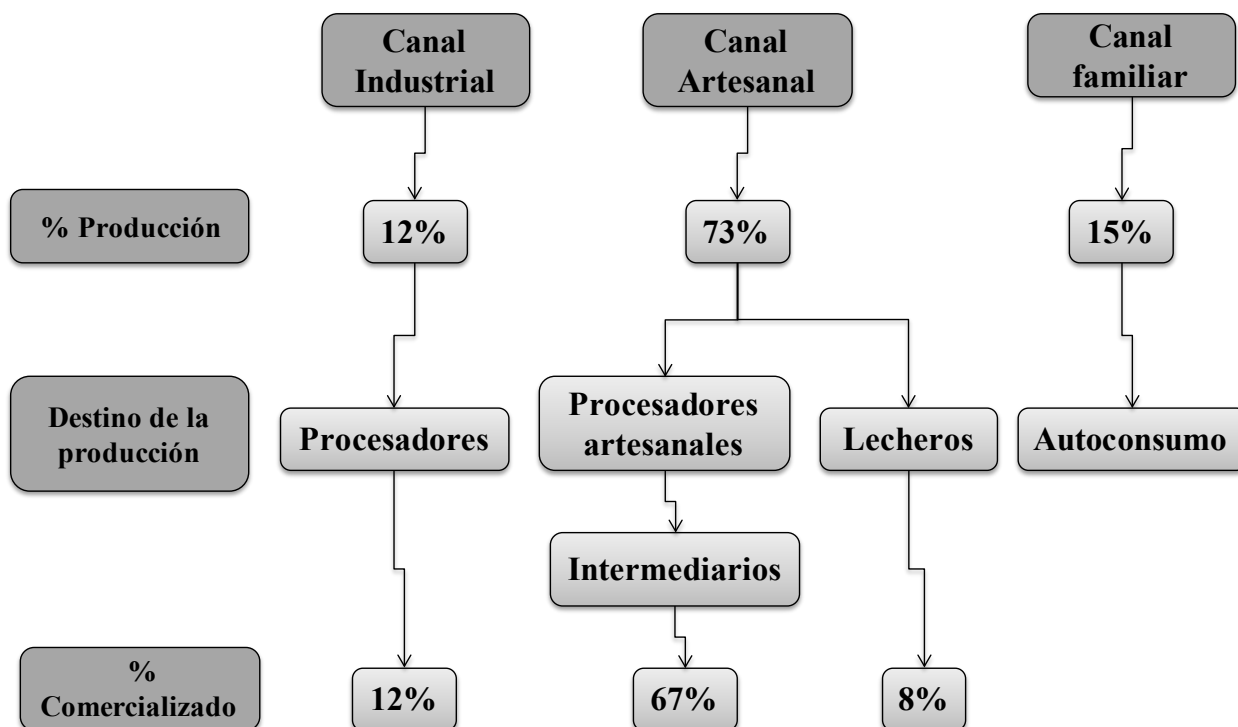 Canal
Industrial
Canal
Artesanal
Canal
familiar
% Producción
12%
73%
15%
Destino de la
producción
Procesadores
Procesadores
artesanales
Lecheros
Autoconsumo
Intermediarios
%
Comercializado
12%
67%
8%